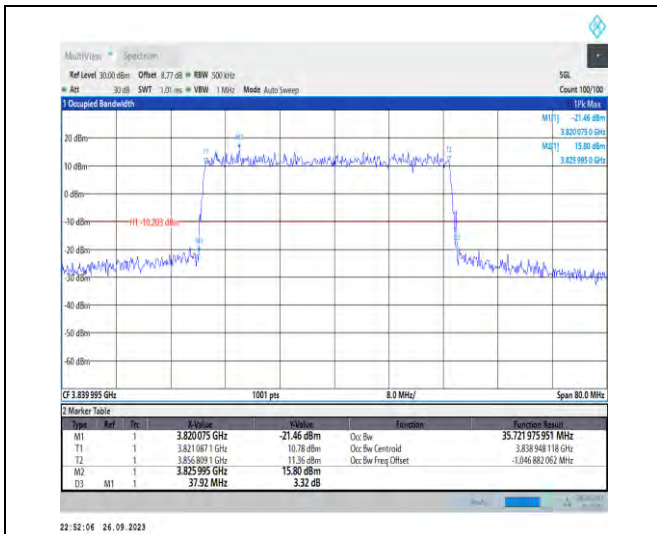 MultiView Spectrum
Ref Level 30.00 dBm Offset 8.77 dB RBW 500 kHz SGL
Att 30 dB SWT 1.01 ms VBW 1 MHz Mode Auto Sweep Count 100/100
1 Occupied Bandwidth 1Pk Max
M1[1] -21.46 dBm
3.820075 0 GHz
20 dBm
M2[1] 15.80 dBm
3.825 995 0 GHz
T1 M2 T2
10 dBm
0 dBm
-10 dBm H1 -10.203 dBm
M1
-20 dBm
-30 dBm
-40 dBm
-50 dBm
-60 dBm
CF 3.839 995 GHz 1001 pts 8.0 MHz/ Span 80.0 MHz
2 Marker Table
Type Ref Trc X-Value Y-Value Function Function Result
M1 1 3.820075 GHz -21.46 dBm Occ Bw 35.721 975 951 MHz
T1 1 3.821 087 1 GHz 10.78 dBm Occ Bw Centroid 3.838 948 118 GHz
T2 1 3.856 809 1 GHz 11.36 dBm Occ Bw Freq Offset -1.046 882 062 MHz
M2 1 3.825995 GHz 15.80 dBm
D3 M1 1 37.92 MHz 3.32 dB
22:52:06 26.09.2023